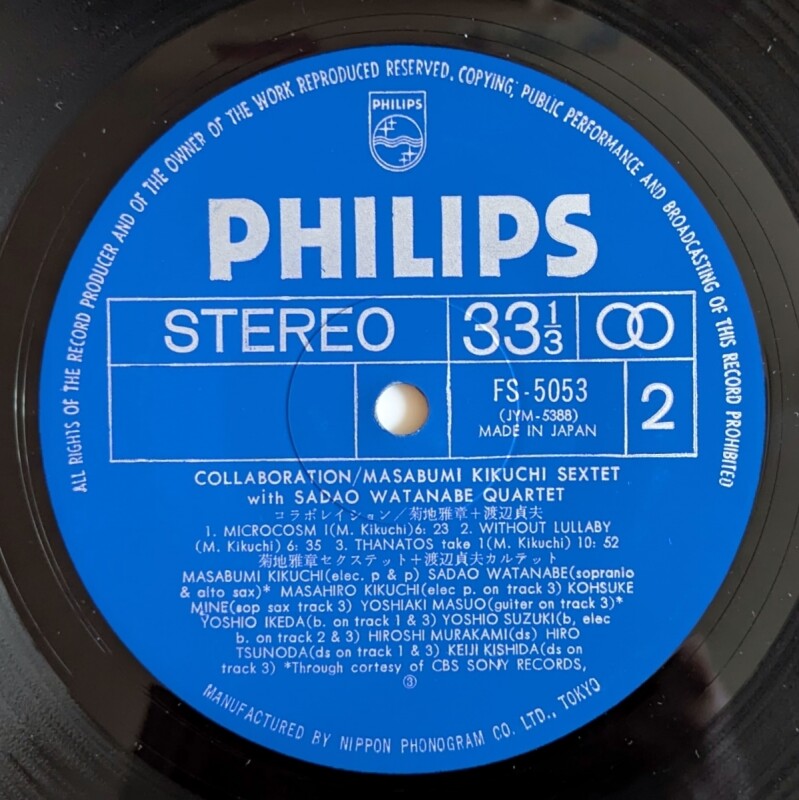 ALL RIGHTS OF THE RECORD PRODUCER AND OF THE OWNER OF THE WORK REPRODUCED RESERVED. COPYING, PUBLIC PERFORMANCE AND BROADCASTING OF THIS RECORD PROHIBITED
PHILIPS
PHILIPS
STEREO
33 1/3
FS-5053
(JYM-5388)
MADE IN JAPAN
2
COLLABORATION/MASABUMI KIKUCHI SEXTET
with SADAO WATANABE QUARTET
コラボレイション/菊地雅章+渡辺貞夫
1. MICROCOSM I(M. Kikuchi)6: 23 2. WITHOUT LULLABY
(M. Kikuchi) 6: 35 3. THANATOS take 1(M. Kikuchi) 10: 52
菊地雅章セクステット+渡辺貞夫カルテット
MASABUMI KIKUCHI(elec. p & p) SADAO WATANABE(sopranio
& alto sax)* MASAHIRO KIKUCHI(elec p. on track 3) KOHSUKE
MINE(sop sax track 3) YOSHIAKI MASUO(guiter on track 3)*
YOSHIO IKEDA(b. on track 1 & 3) YOSHIO SUZUKI(b, elec
b. on track 2 & 3) HIROSHI MURAKAMI(ds) HIRO
TSUNODA(ds on track 1 & 3) KEIJI KISHIDA(ds on
track 3) *Through cortesy of CBS SONY RECORDS,
③
MANUFACTURED BY NIPPON PHONOGRAM CO. LTD., TOKYO